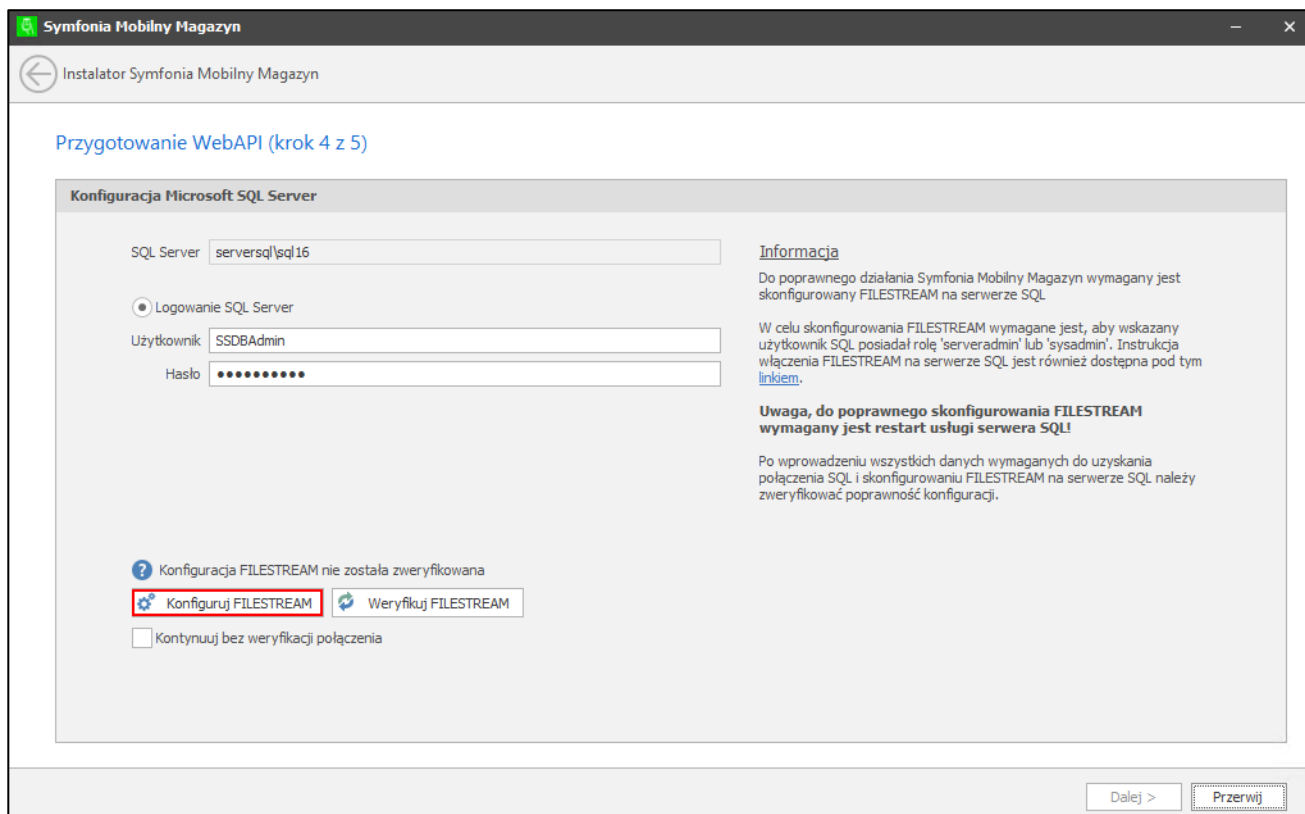 Symfonia Mobilny Magazyn
Instalator Symfonia Mobilny Magazyn
Przygotowanie WebAPI (krok 4 z 5)
Konfiguracja Microsoft SQL Server
SQL Server serversql\sql16
Logowanie SQL Server
Użytkownik SSDBAdmin
Hasło ●●●●●●●●●●
Informacja
Do poprawnego działania Symfonia Mobilny Magazyn wymagany jest
skonfigurowany FILESTREAM na serwerze SQL
W celu skonfigurowania FILESTREAM wymagane jest, aby wskazany
użytkownik SQL posiadał rolę 'serveradmin' lub 'sysadmin'. Instrukcja
włączenia FILESTREAM na serwerze SQL jest również dostępna pod tym
linkiem.
Uwaga, do poprawnego skonfigurowania FILESTREAM
wymagany jest restart usługi serwera SQL!
Po wprowadzeniu wszystkich danych wymaganych do uzyskania
połączenia SQL i skonfigurowaniu FILESTREAM na serwerze SQL należy
zweryfikować poprawność konfiguracji.
? Konfiguracja FILESTREAM nie została zweryfikowana
Konfiguruj FILESTREAM Weryfikuj FILESTREAM
Kontynuuj bez weryfikacji połączenia
Dalej > Przerwij